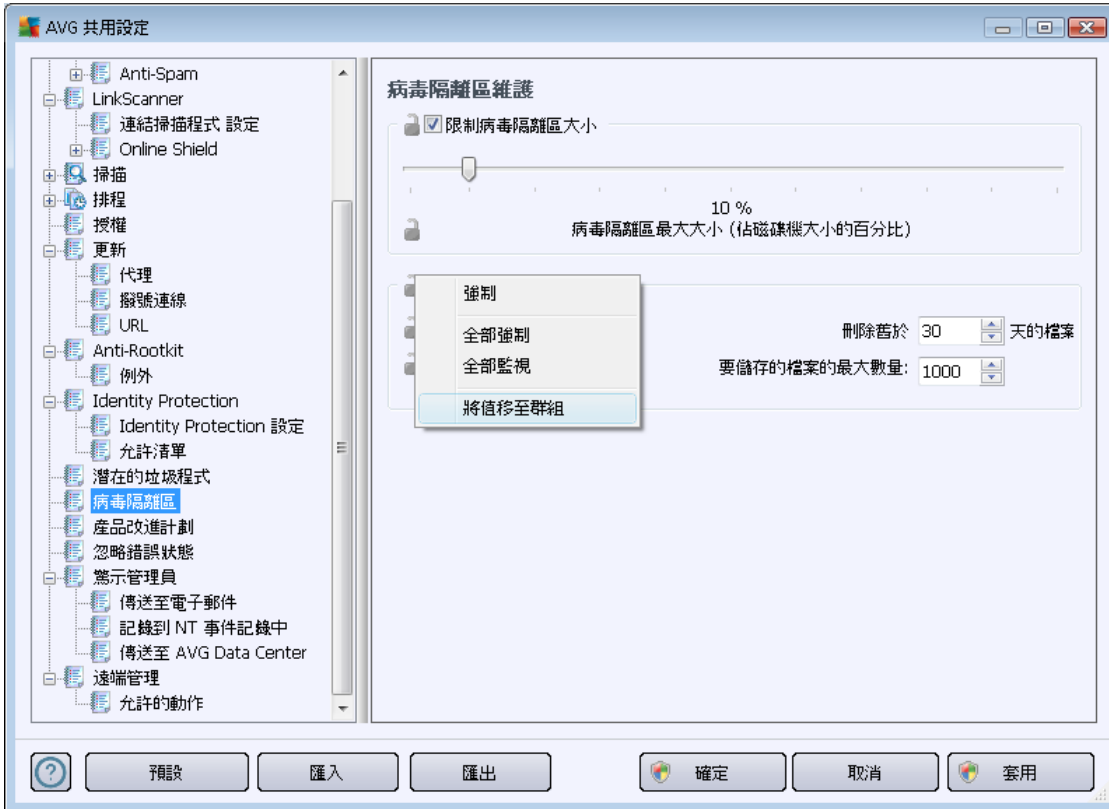 AVG 共用設定
Anti-Spam
LinkScanner
連結掃描程式 設定
Online Shield
掃描
排程
授權
更新
代理
撥號連線
URL
Anti-Rootkit
例外
Identity Protection
Identity Protection 設定
允許清單
潛在的垃圾程式
病毒隔離區
產品改進計劃
忽略錯誤狀態
警示管理員
傳送至電子郵件
記錄到 NT 事件記錄中
傳送至 AVG Data Center
遠端管理
允許的動作
病毒隔離區維護
限制病毒隔離區大小
10 %
病毒隔離區最大大小 (佔磁碟機大小的百分比)
強制
全部強制
全部監視
將值移至群組
刪除舊於 30 天的檔案
要儲存的檔案的最大數量: 1000
預設 匯入 匯出 確定 取消 套用